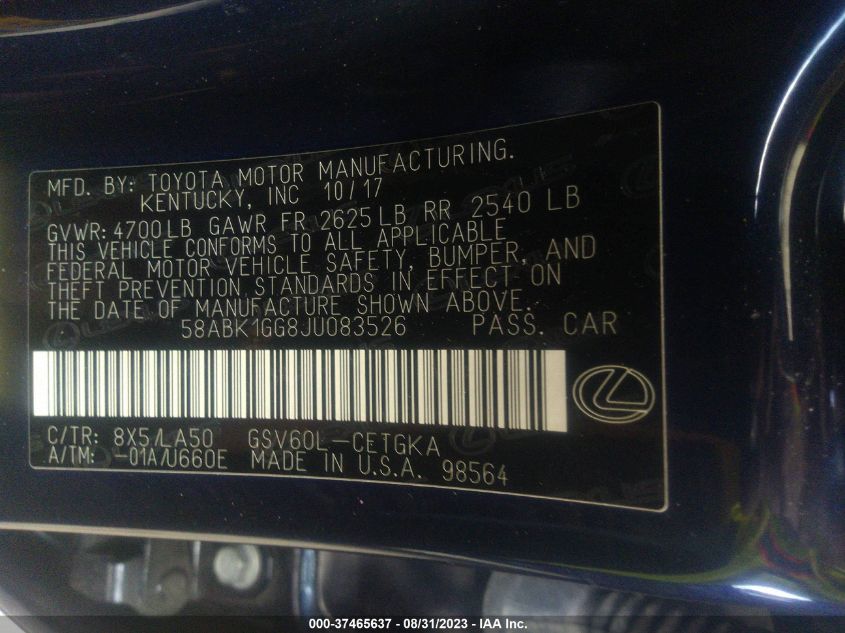 MFD. BY: TOYOTA MOTOR MANUFACTURING.
KENTUCKY, INC 10/17
GVWR: 4700LB GAWR FR 2625LB RR 2540 LB
THIS VEHICLE CONFORMS TO ALL APPLICABLE
FEDERAL MOTOR VEHICLE SAFETY, BUMPER, AND
THEFT PREVENTION STANDARDS IN EFFECT ON
THE DATE OF MANUFACTURE SHOWN ABOVE.
58ABK1GG8JU083526 PASS. CAR
C/TR: 8X5/LA50 GSV60L-CETGKA
A/TM: -01A/U660E MADE IN U.S.A. 98564
000-37465637 - 08/31/2023 - IAA Inc.